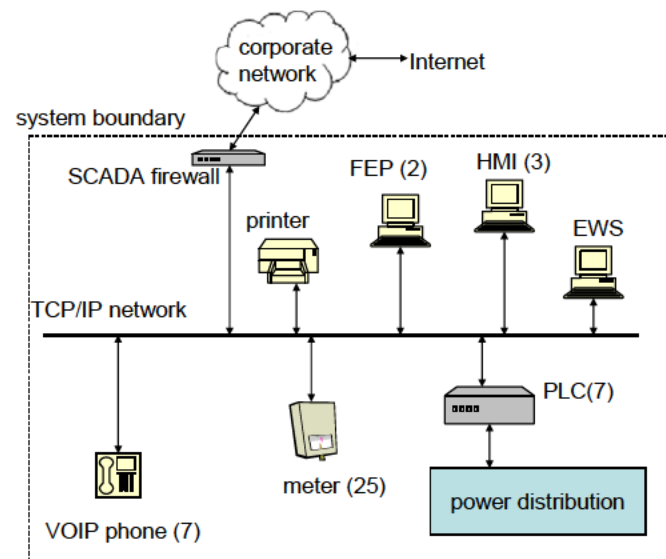 corporate
network
Internet
system boundary
SCADA firewall
FEP (2)
HMI (3)
printer
EWS
TCP/IP network
PLC(7)
meter (25)
VOIP phone (7)
power distribution